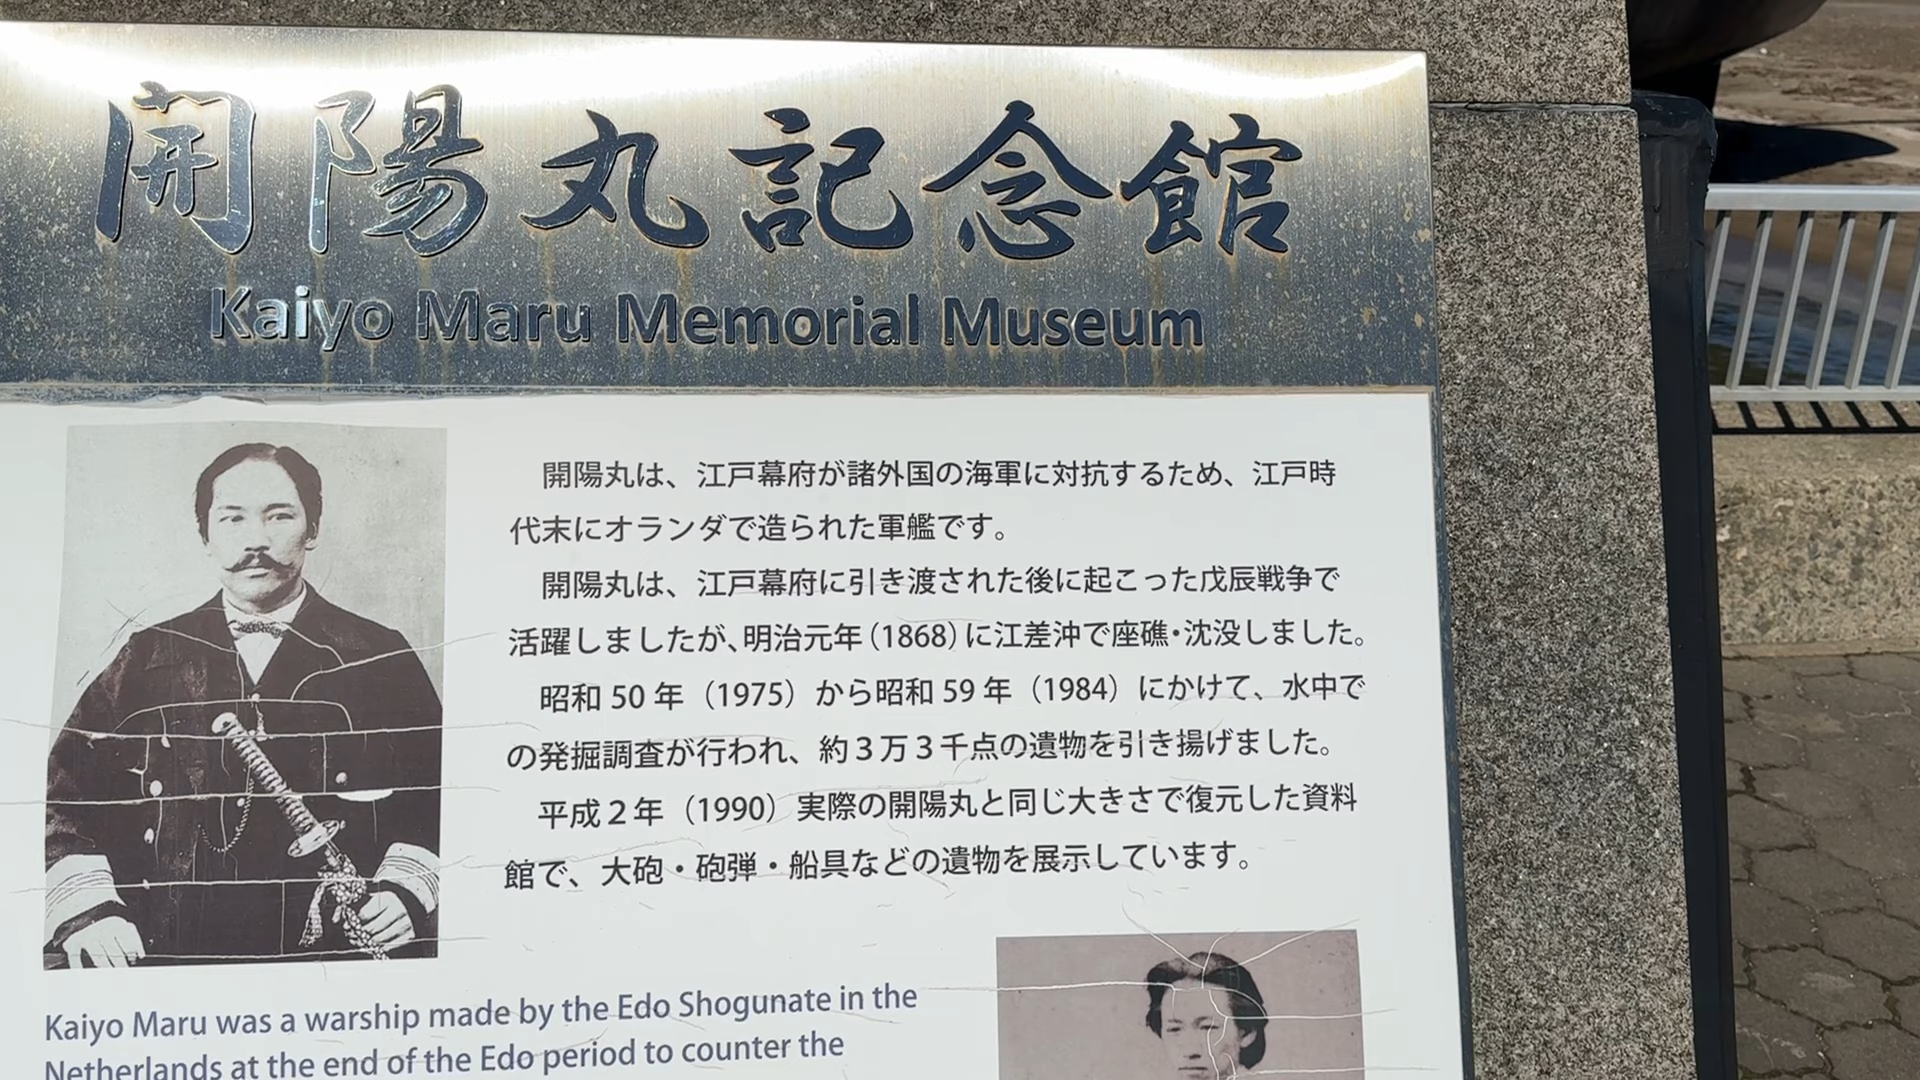 開陽丸記念館
Kaiyo Maru Memorial Museum
開陽丸は、江戸幕府が諸外国の海軍に対抗するため、江戸時
代末にオランダで造られた軍艦です。
開陽丸は、江戸幕府に引き渡された後に起こった戊辰戦争で
活躍しましたが、明治元年（1868）に江差沖で座礁・沈没しました。
昭和 50 年（1975）から昭和 59 年（1984）にかけて、水中で
の発掘調査が行われ、約３万３千点の遺物を引き揚げました。
平成２年（1990）実際の開陽丸と同じ大きさで復元した資料
館で、大砲・砲弾・船具などの遺物を展示しています。
Kaiyo Maru was a warship made by the Edo Shogunate in the
Netherlands at the end of the Edo period to counter the